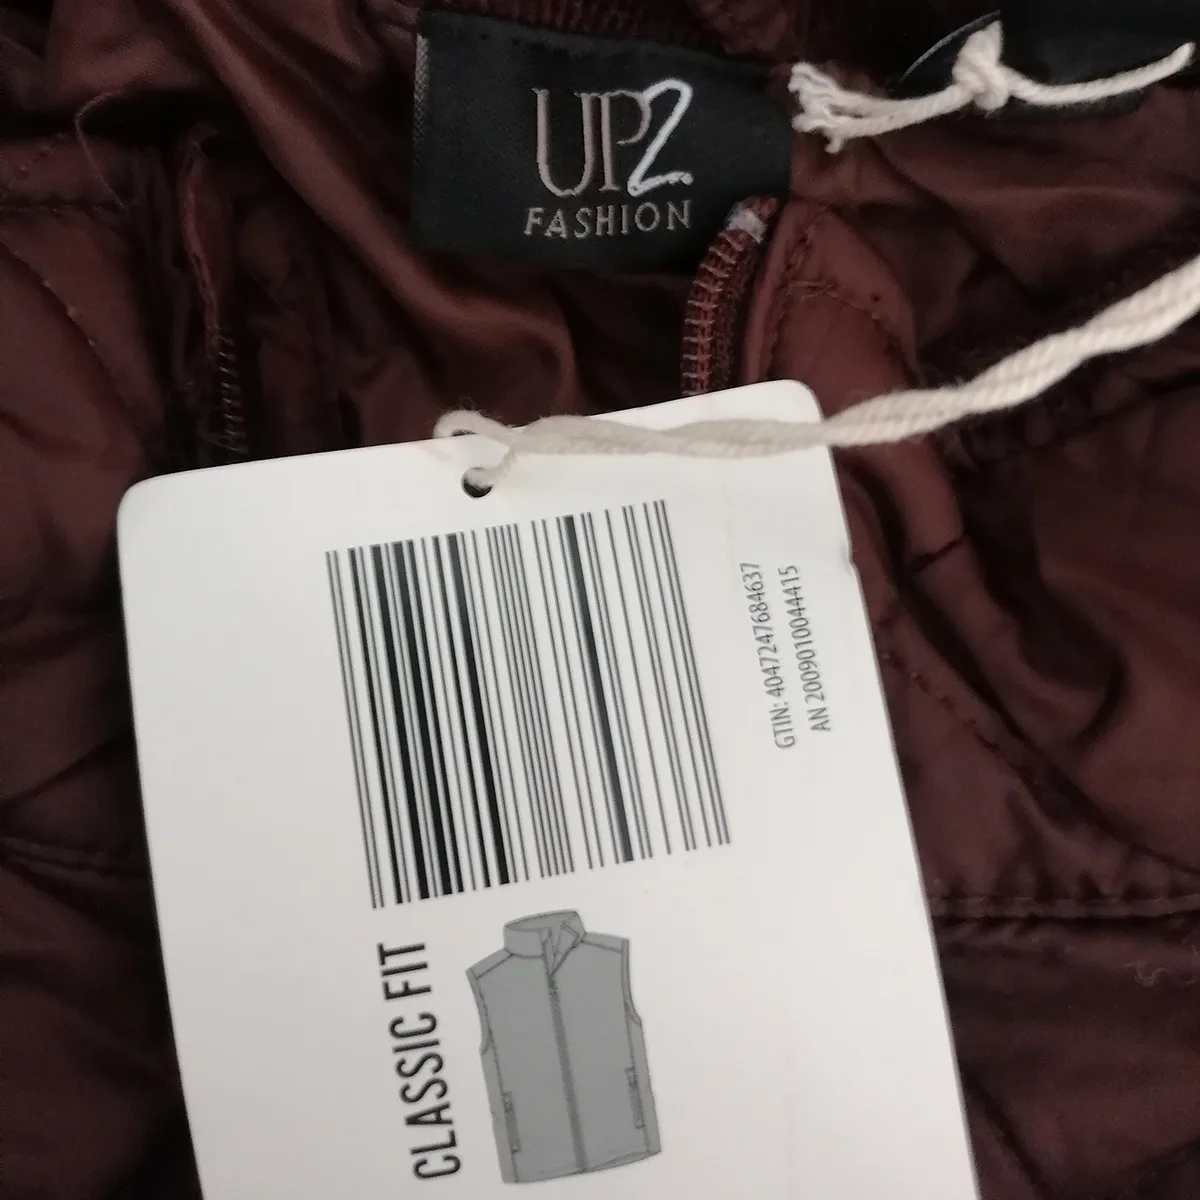 UP2
FASHION
GTIN: 4047247684637
AN 2009010044415
CLASSIC FIT